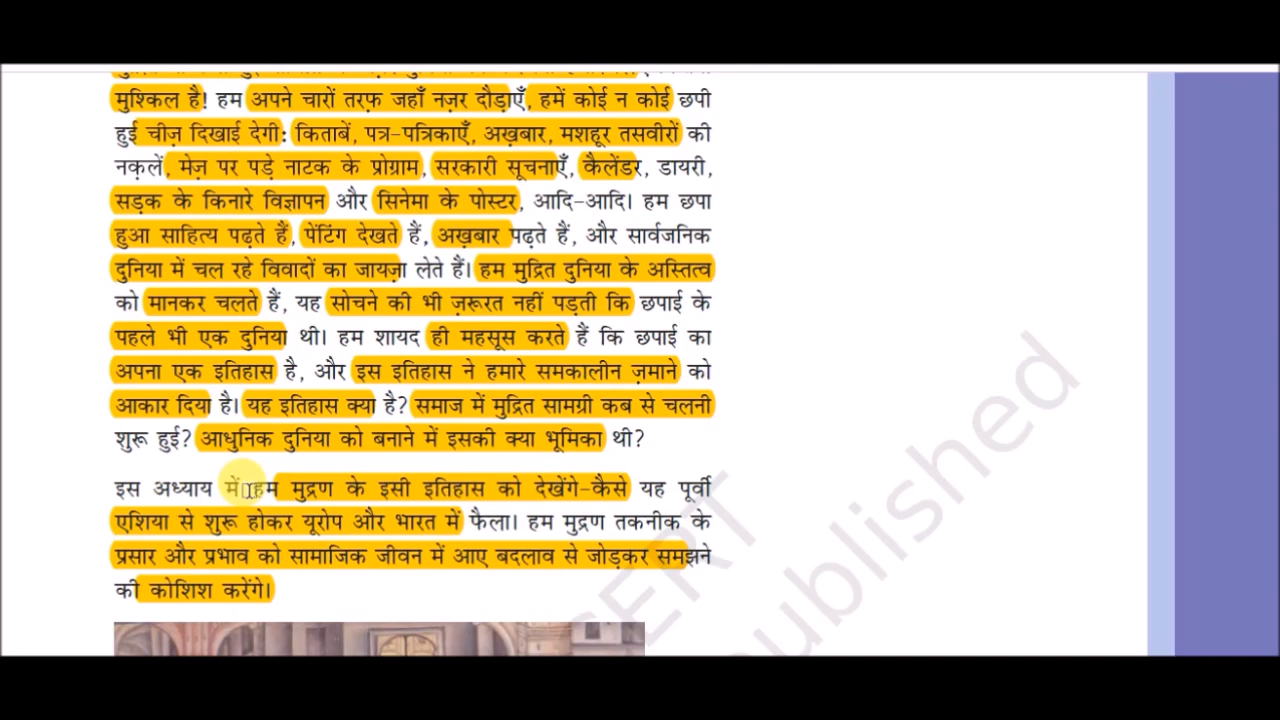 मुश्किल है! हम अपने चारों तरफ़ जहाँ नज़र दौड़ाएँ, हमें कोई न कोई छपी
हुई चीज़ दिखाई देगी: किताबें, पत्र-पत्रिकाएँ, अख़बार, मशहूर तसवीरों की
नक़लें, मेज़ पर पड़े नाटक के प्रोग्राम, सरकारी सूचनाएँ, कैलेंडर, डायरी,
सड़क के किनारे विज्ञापन और सिनेमा के पोस्टर, आदि-आदि। हम छपा
हुआ साहित्य पढ़ते हैं, पेंटिंग देखते हैं, अख़बार पढ़ते हैं, और सार्वजनिक
दुनिया में चल रहे विवादों का जायज़ा लेते हैं। हम मुद्रित दुनिया के अस्तित्व
को मानकर चलते हैं, यह सोचने की भी ज़रूरत नहीं पड़ती कि छपाई के
पहले भी एक दुनिया थी। हम शायद ही महसूस करते हैं कि छपाई का
अपना एक इतिहास है, और इस इतिहास ने हमारे समकालीन ज़माने को
आकार दिया है। यह इतिहास क्या है? समाज में मुद्रित सामग्री कब से चलनी
शुरू हुई? आधुनिक दुनिया को बनाने में इसकी क्या भूमिका थी?
इस अध्याय में हम मुद्रण के इसी इतिहास को देखेंगे-कैसे यह पूर्वी
एशिया से शुरू होकर यूरोप और भारत में फैला। हम मुद्रण तकनीक के
प्रसार और प्रभाव को सामाजिक जीवन में आए बदलाव से जोड़कर समझने
की कोशिश करेंगे।